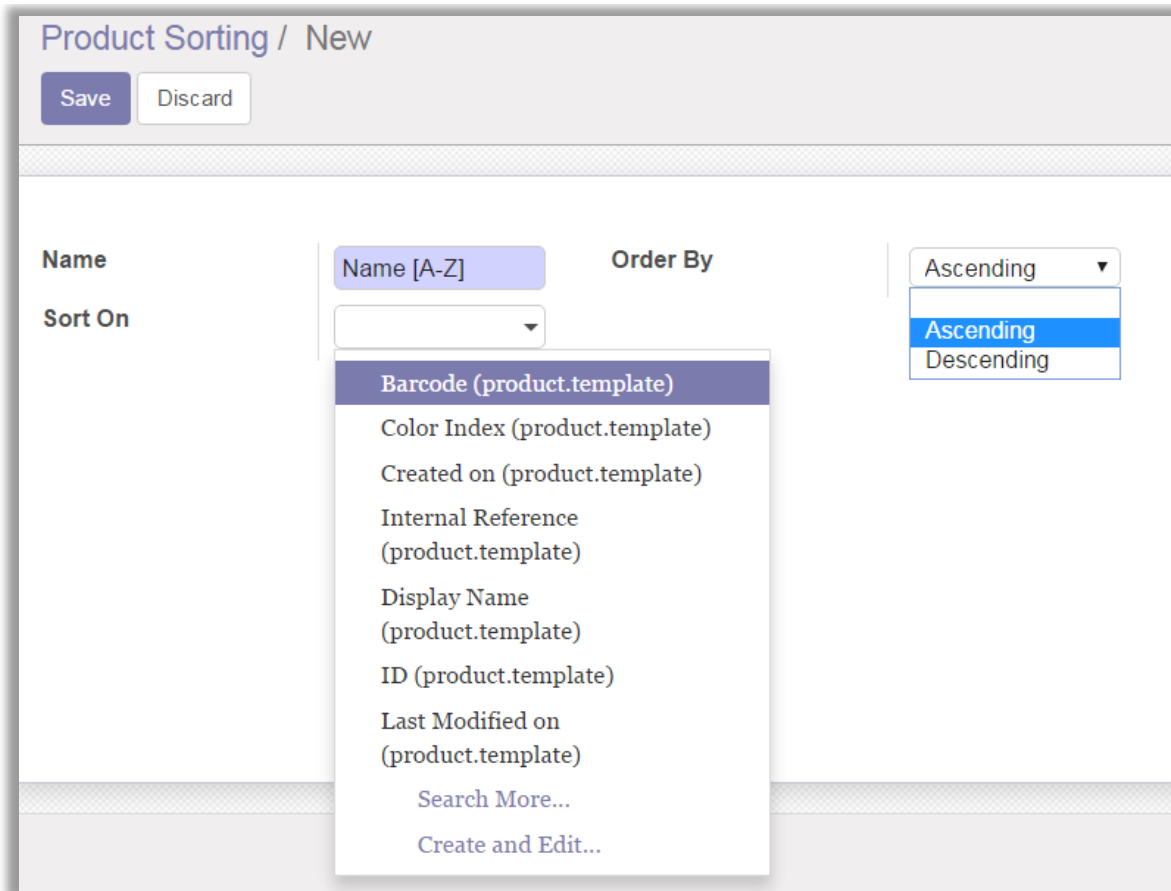 Product Sorting / New
Save Discard
Name Name [A-Z] Order By Ascending
Sort On
Ascending
Descending
Barcode (product.template)
Color Index (product.template)
Created on (product.template)
Internal Reference
(product.template)
Display Name
(product.template)
ID (product.template)
Last Modified on
(product.template)
Search More...
Create and Edit...